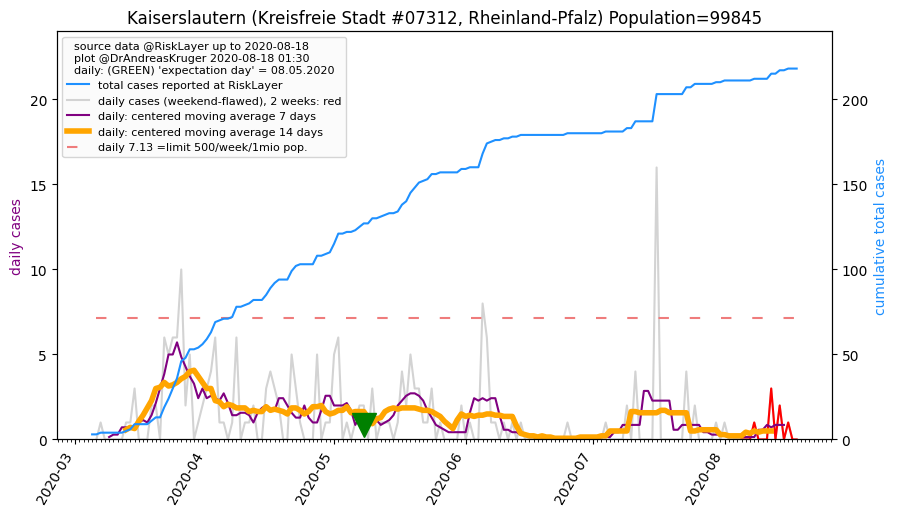 Kaiserslautern (Kreisfreie Stadt #07312, Rheinland-Pfalz) Population=99845
source data @RiskLayer up to 2020-08-18
plot @DrAndreasKruger 2020-08-18 01:30
daily: (GREEN) 'expectation day' = 08.05.2020
total cases reported at RiskLayer
daily cases (weekend-flawed), 2 weeks: red
daily: centered moving average 7 days
daily: centered moving average 14 days
daily 7.13 =limit 500/week/1mio pop.
daily cases
20
15
10
5
0
cumulative total cases
200
150
100
50
0
2020-03
2020-04
2020-05
2020-06
2020-07
2020-08